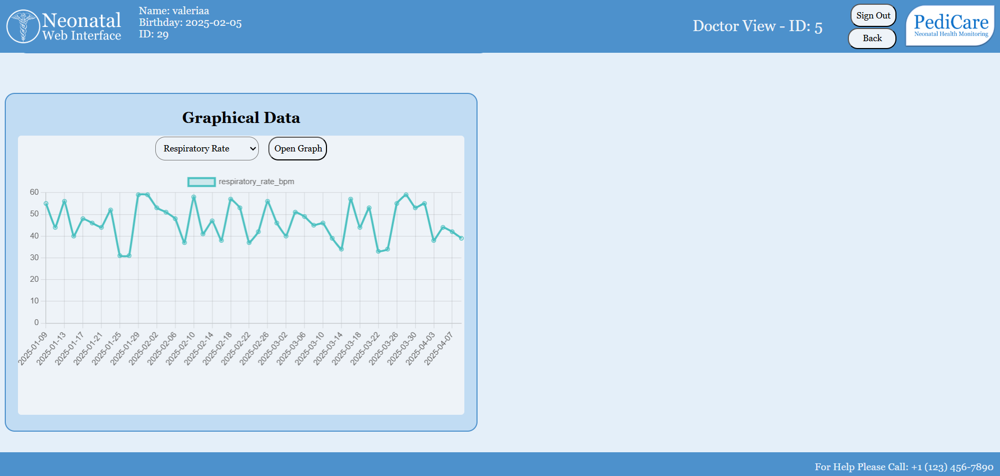 Neonatal
Web Interface
Name: valeriaa
Birthday: 2025-02-05
ID: 29
Doctor View - ID: 5
Sign Out
Back
PediCare
Neonatal Health Monitoring
Graphical Data
Respiratory Rate
Open Graph
respiratory_rate_bpm
60
50
40
30
20
10
0
2025-01-09
2025-01-13
2025-01-17
2025-01-21
2025-01-25
2025-01-29
2025-02-02
2025-02-06
2025-02-10
2025-02-14
2025-02-18
2025-02-22
2025-02-26
2025-03-02
2025-03-06
2025-03-10
2025-03-14
2025-03-18
2025-03-22
2025-03-26
2025-03-30
2025-04-03
2025-04-07
For Help Please Call: +1 (123) 456-7890